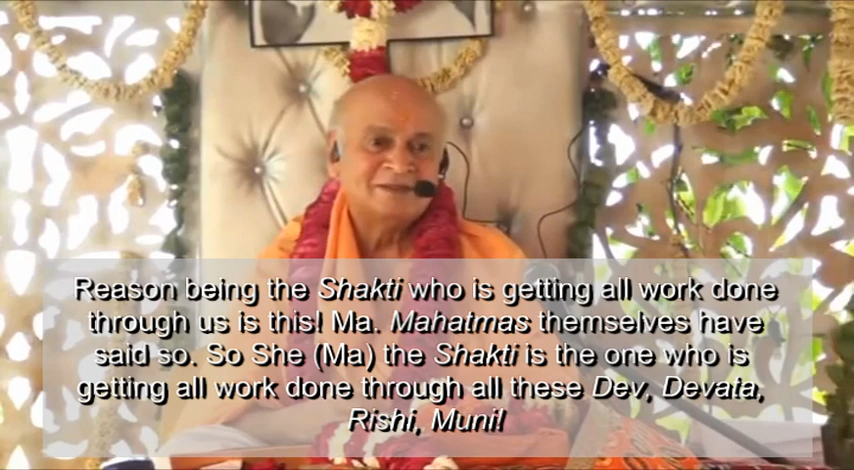 Reason being the Shakti who is getting all work done
through us is this! Ma. Mahatmas themselves have
said so. So She (Ma) the Shakti is the one who is
getting all work done through all these Dev, Devata,
Rishi, Muni!